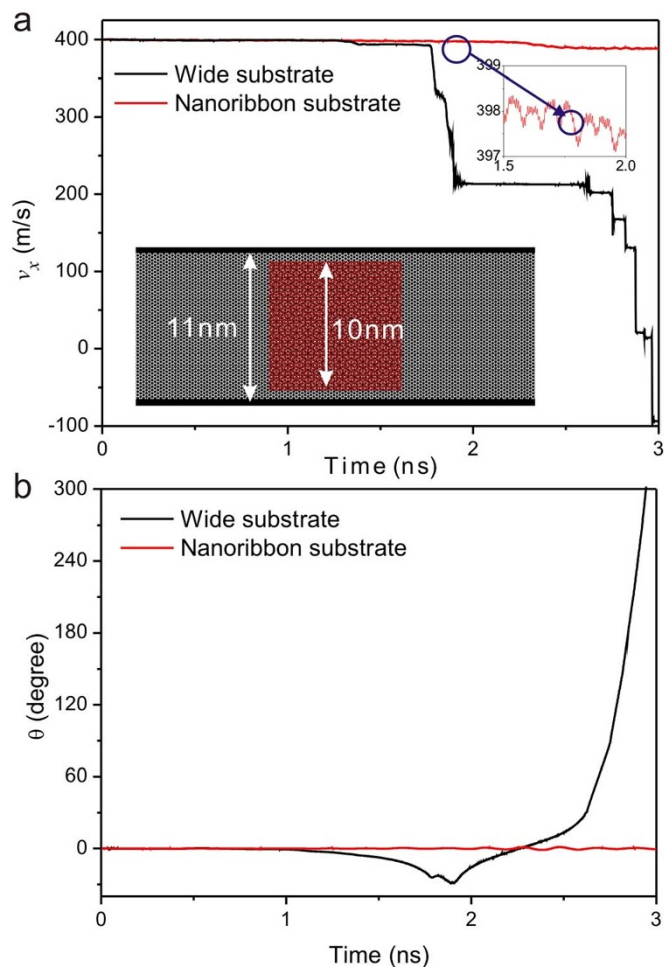 a
400
300
200
100
0
-100
v_x (m/s)
Wide substrate
Nanoribbon substrate
399
398
397
1.5
2.0
11nm
10nm
0
1
2
3
Time (ns)
b
300
240
180
120
60
0
θ (degree)
Wide substrate
Nanoribbon substrate
0
1
2
3
Time (ns)